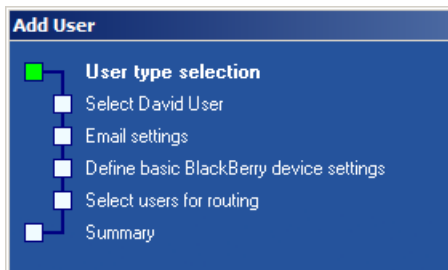 Add User
User type selection
Select David User
Email settings
Define basic BlackBerry device settings
Select users for routing
Summary